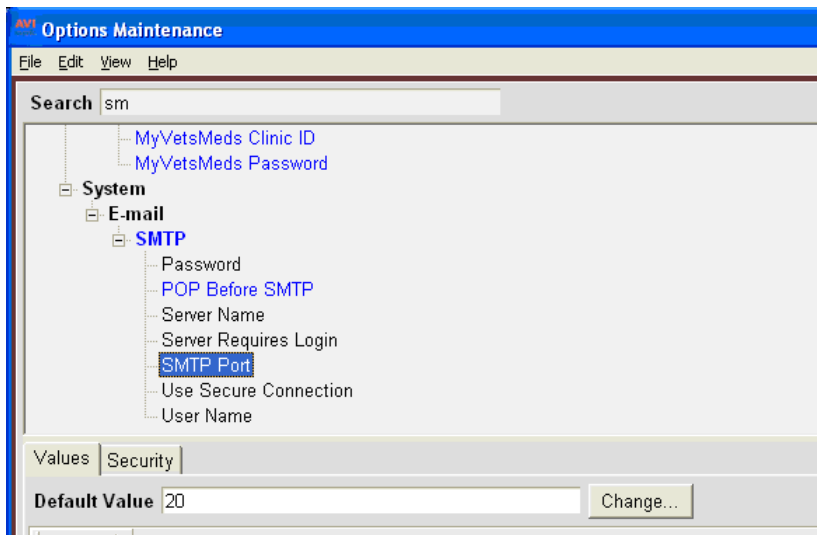 AVI Options Maintenance
File Edit View Help
Search sm
MyVetsMeds Clinic ID
MyVetsMeds Password
System
E-mail
SMTP
Password
POP Before SMTP
Server Name
Server Requires Login
SMTP Port
Use Secure Connection
User Name
Values Security
Default Value 20 Change...